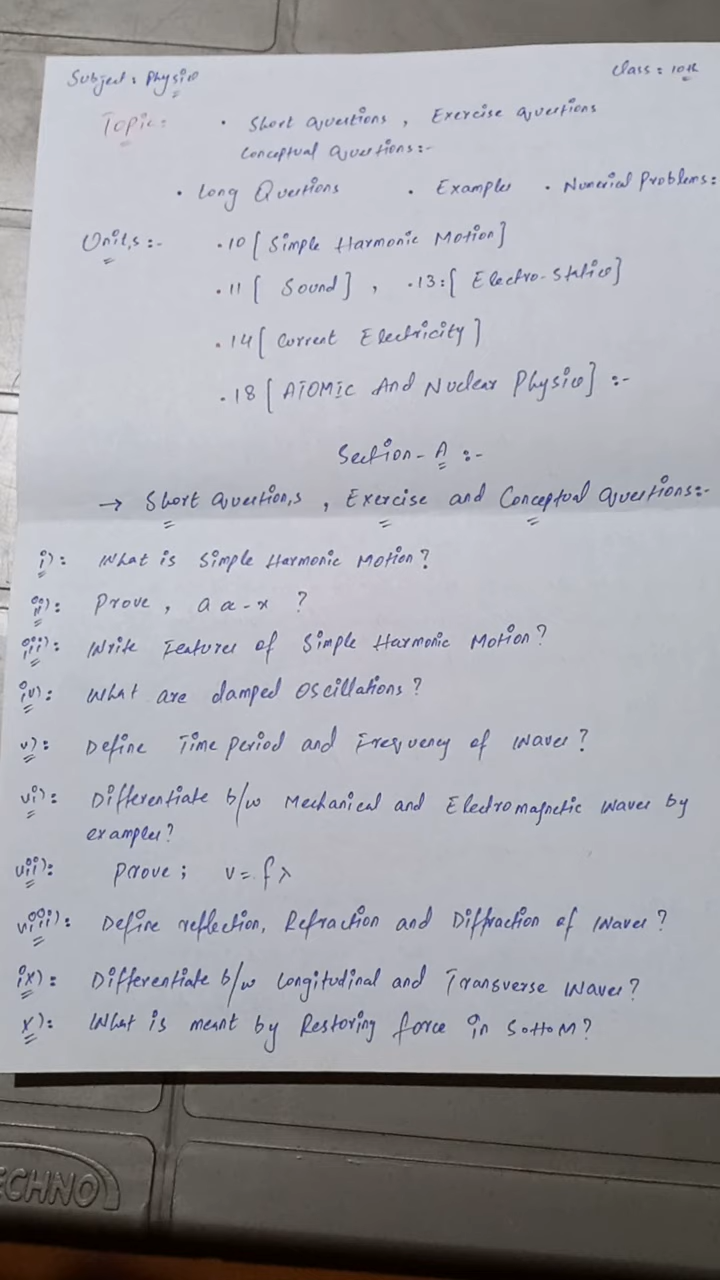 Subject : Physics
Class : 10th
Topic :
• Short Questions , Exercise Questions
Conceptual Questions :-
• Long Questions • Examples • Numerical Problems :
Units :-
.10 [ Simple Harmonic Motion ]
.11 [ Sound ] , .13 : [ Electro-Statics ]
.14 [ Current Electricity ]
.18 [ ATOMIC And Nuclear Physics ] :-
Section - A :-
→ Short Questions , Exercise and Conceptual Questions :-
i) : What is Simple Harmonic Motion ?
ii) : Prove , a α - x ?
iii) : Write Features of Simple Harmonic Motion ?
iv) : What are damped Oscillations ?
v) : Define Time Period and Frequency of Waves ?
vi) : Differentiate b/w Mechanical and Electromagnetic waves by
examples ?
vii) : Prove ; v = f λ
viii) : Define reflection, Refraction and Diffraction of Waves ?
ix) : Differentiate b/w Longitudinal and Transverse Waves ?
x) : What is meant by Restoring force in SoHoM ?
ECHNO